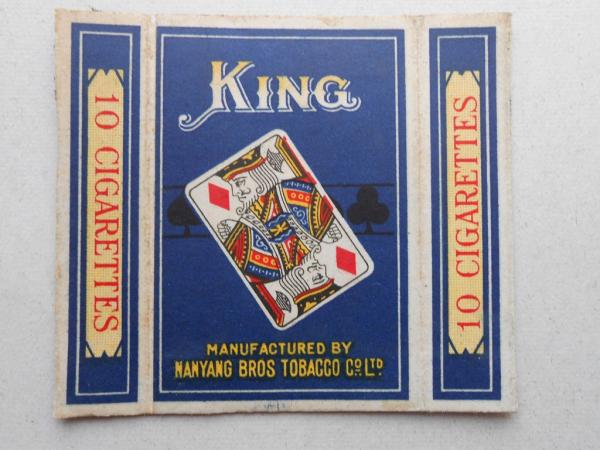 10 CIGARETTES
KING
MANUFACTURED BY
NANYANG BROS TOBACCO Co LTD
10 CIGARETTES